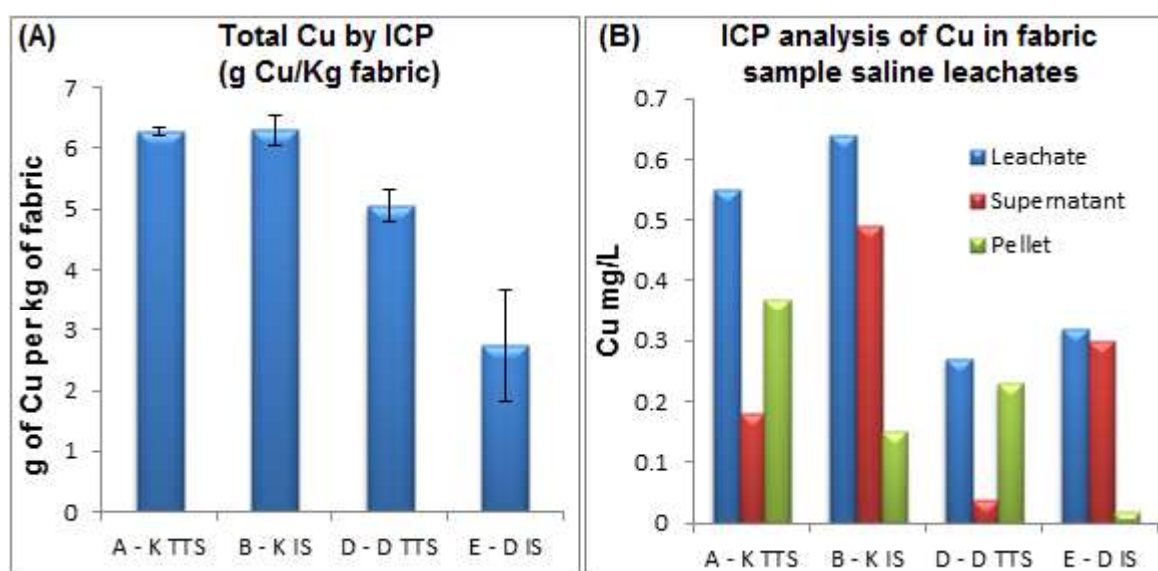 (A)
Total Cu by ICP
(g Cu/Kg fabric)
g of Cu per kg of fabric
7
6
5
4
3
2
1
0
A - K TTS
B - K IS
D - D TTS
E - D IS
(B)
ICP analysis of Cu in fabric
sample saline leachates
Cu mg/L
0.7
0.6
0.5
0.4
0.3
0.2
0.1
0
Leachate
Supernatant
Pellet
A - K TTS
B - K IS
D - D TTS
E - D IS